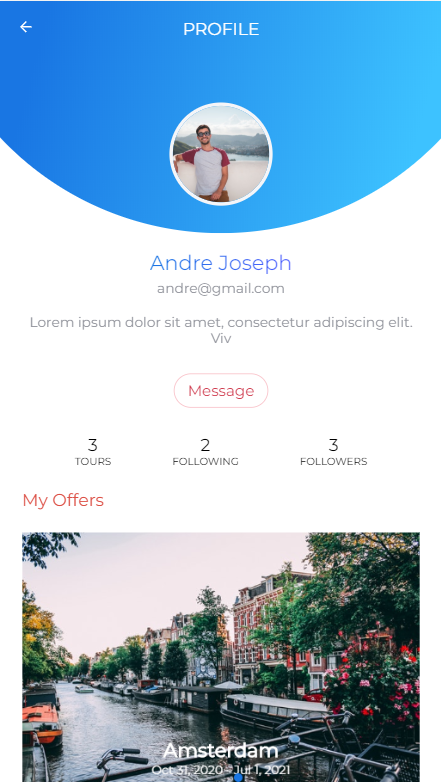 PROFILE
Andre Joseph
andre@gmail.com
Lorem ipsum dolor sit amet, consectetur adipiscing elit.
Viv
Message
3 2 3
TOURS FOLLOWING FOLLOWERS
My Offers
Amsterdam
Oct 31, 2020 - Jul 1, 2021